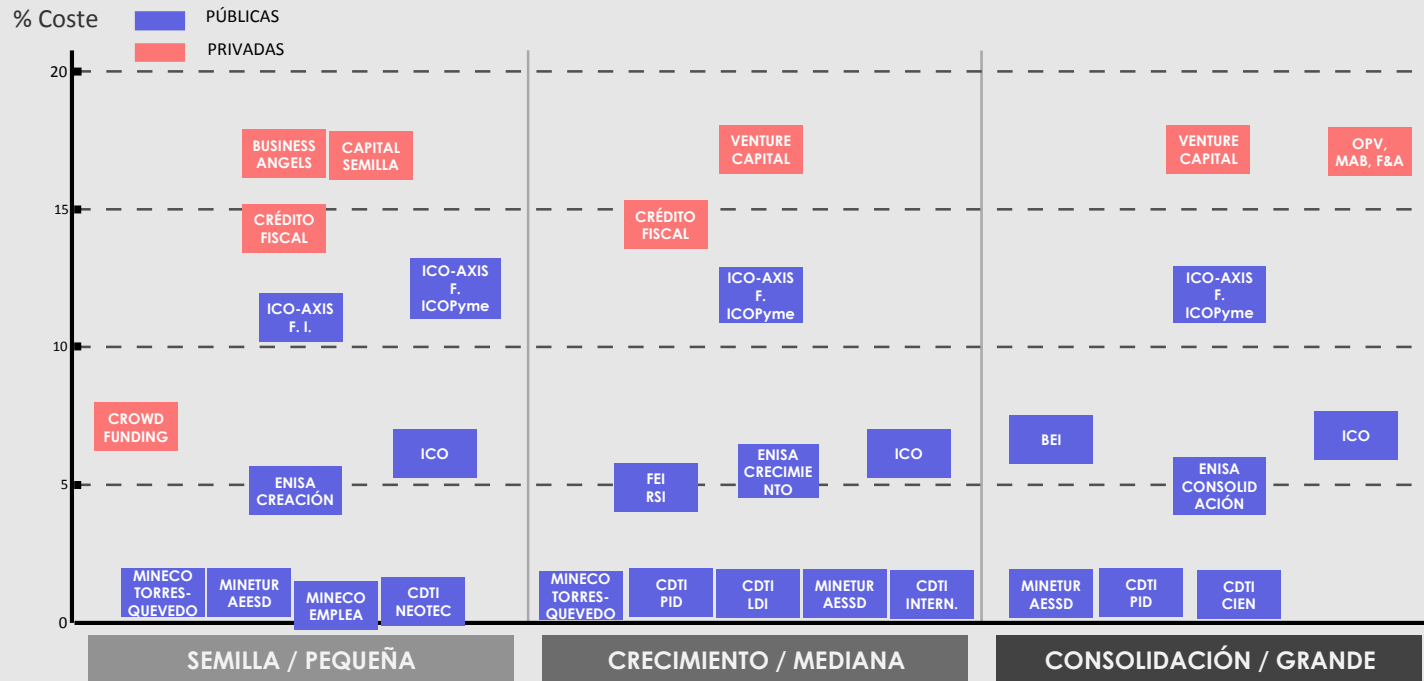 % Coste
PÚBLICAS
PRIVADAS
20
BUSINESS
ANGELS
CAPITAL
SEMILLA
VENTURE
CAPITAL
VENTURE
CAPITAL
OPV,
MAB, F&A
15
CRÉDITO
FISCAL
CRÉDITO
FISCAL
ICO-AXIS
F. I.
ICO-AXIS
F.
ICOPyme
ICO-AXIS
F.
ICOPyme
ICO-AXIS
F.
ICOPyme
10
CROWD
FUNDING
ENISA
CREACIÓN
ICO
FEI
RSI
ENISA
CRECIMIE
NTO
ICO
BEI
ENISA
CONSOLID
ACIÓN
ICO
5
MINECO
TORRES-
QUEVEDO
MINETUR
AEESD
MINECO
EMPLEA
CDTI
NEOTEC
MINECO
TORRES-
QUEVEDO
CDTI
PID
CDTI
LDI
MINETUR
AESSD
CDTI
INTERN.
MINETUR
AESSD
CDTI
PID
CDTI
CIEN
0
SEMILLA / PEQUEÑA
CRECIMIENTO / MEDIANA
CONSOLIDACIÓN / GRANDE